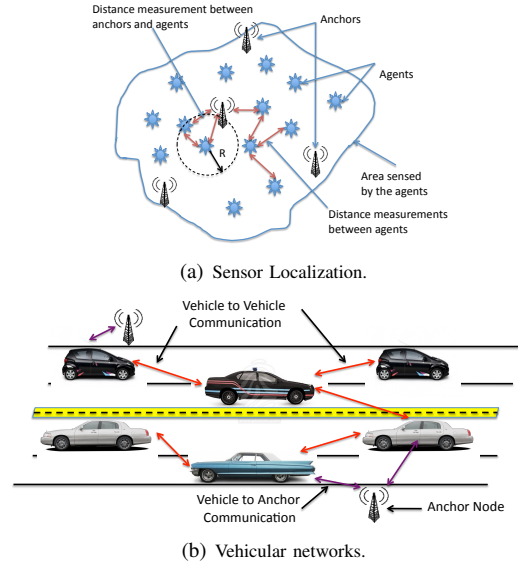 Distance measurement between
anchors and agents
Anchors
Agents
R
Area sensed
by the agents
Distance measurements
between agents
(a) Sensor Localization.
Vehicle to Vehicle
Communication
Vehicle to Anchor
Communication
Anchor Node
(b) Vehicular networks.